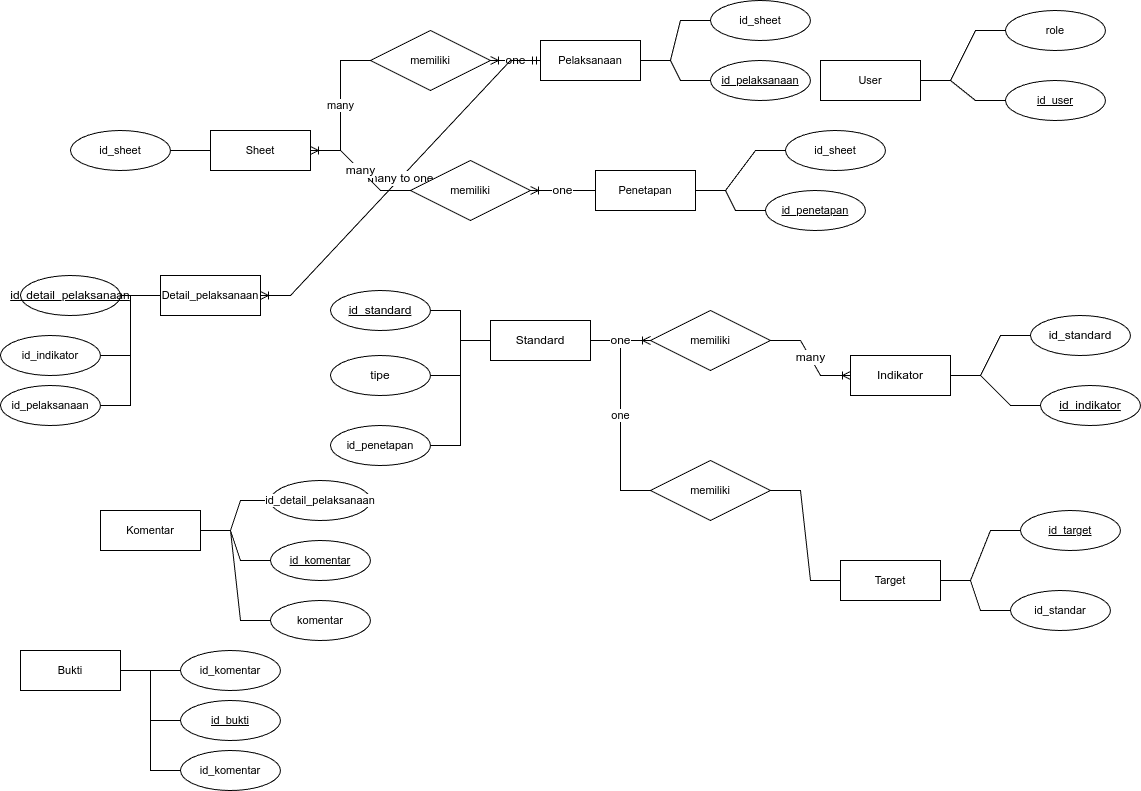 id_sheet
role
memiliki
one
Pelaksanaan
id_pelaksanaan
User
id_user
many
id_sheet
Sheet
id_sheet
many
many to one
memiliki
one
Penetapan
id_penetapan
id_detail_pelaksanaan
Detail_pelaksanaan
id_indikator
id_pelaksanaan
id_standard
Standard
one
memiliki
many
id_standard
Indikator
tipe
id_indikator
one
id_penetapan
memiliki
id_detail_pelaksanaan
Komentar
id_komentar
komentar
id_target
Target
id_standar
Bukti
id_komentar
id_bukti
id_komentar